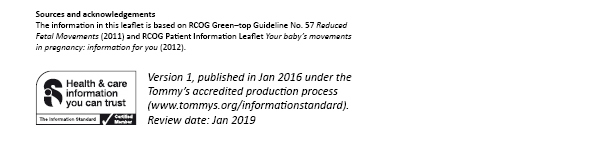 Sources and acknowledgements
The information in this leaflet is based on RCOG Green–top Guideline No. 57 Reduced
Fetal Movements (2011) and RCOG Patient Information Leaflet Your baby's movements
in pregnancy: information for you (2012).
Health & care
information
you can trust
The Information Standard
Certified
Member
Version 1, published in Jan 2016 under the
Tommy's accredited production process
(www.tommys.org/informationstandard).
Review date: Jan 2019